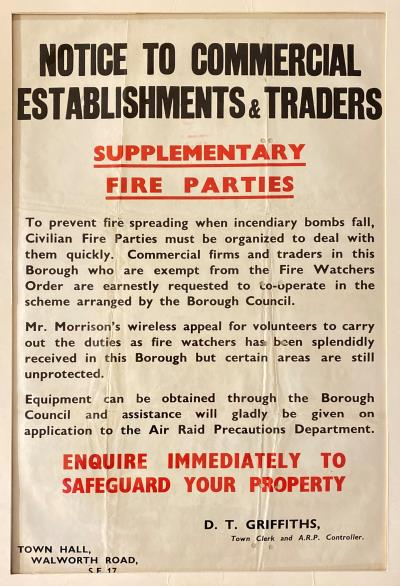 NOTICE TO COMMERCIAL
ESTABLISHMENTS & TRADERS
SUPPLEMENTARY
FIRE PARTIES
To prevent fire spreading when incendiary bombs fall,
Civilian Fire Parties must be organized to deal with
them quickly. Commercial firms and traders in this
Borough who are exempt from the Fire Watchers
Order are earnestly requested to co-operate in the
scheme arranged by the Borough Council.
Mr. Morrison's wireless appeal for volunteers to carry
out the duties as fire watchers has been splendidly
received in this Borough but certain areas are still
unprotected.
Equipment can be obtained through the Borough
Council and assistance will gladly be given on
application to the Air Raid Precautions Department.
ENQUIRE IMMEDIATELY TO
SAFEGUARD YOUR PROPERTY
D. T. GRIFFITHS,
Town Clerk and A.R.P. Controller.
TOWN HALL,
WALWORTH ROAD,
S.E.17